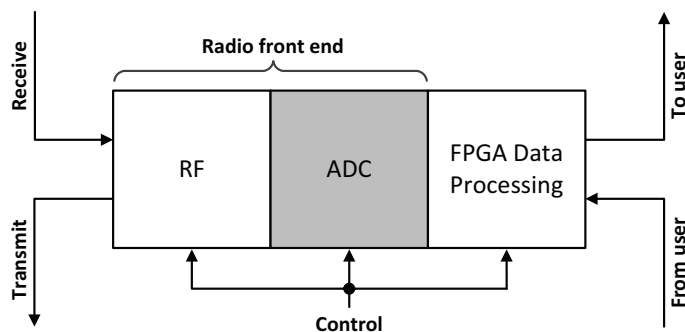 Radio front end
Receive
To user
RF
ADC
FPGA Data
Processing
Transmit
From user
Control